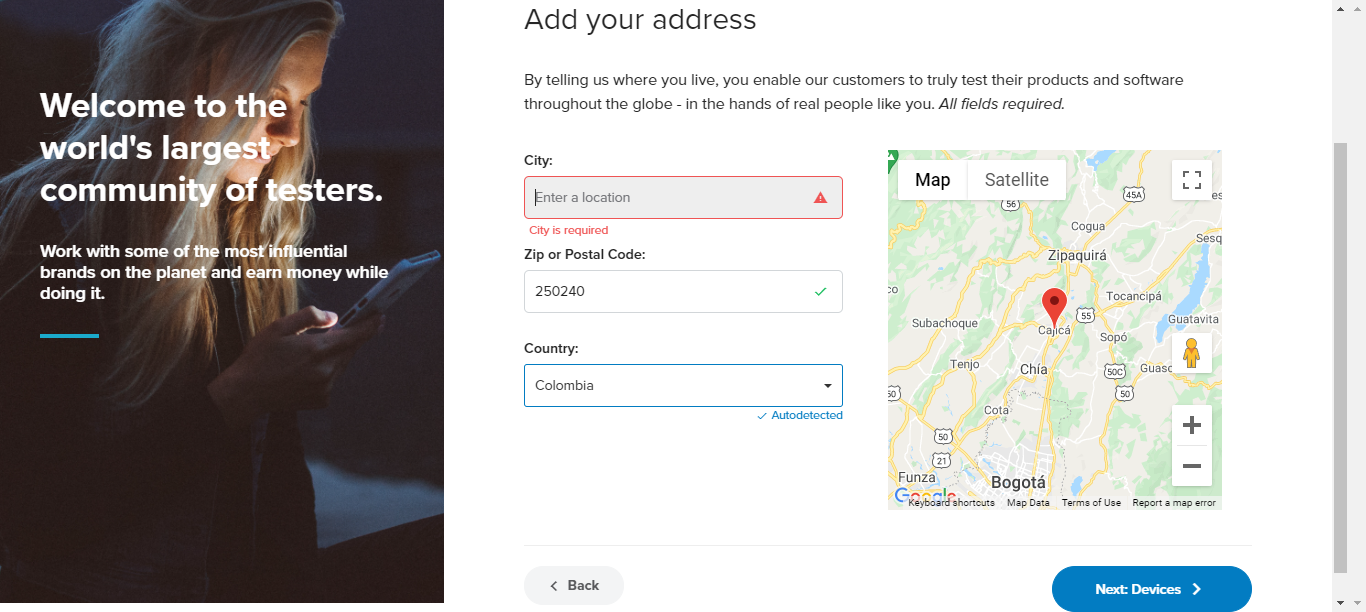 Add your address
Welcome to the
world's largest
community of testers.
Work with some of the most influential
brands on the planet and earn money while
doing it.
By telling us where you live, you enable our customers to truly test their products and software
throughout the globe - in the hands of real people like you. All fields required.
City:
Enter a location
City is required
Zip or Postal Code:
250240
Country:
Colombia
Autodetected
Map
Satellite
45A
56
Cogua
Sesq
Zipaquirá
Tocancipá
55
Guatavita
Subachoque
Cajicá
Sopó
Tenjo
Chía
50C
Guasc
50
50
Cota
50
21
Funza
Bogotá
Google
Keyboard shortcuts
Map Data
Terms of Use
Report a map error
Back
Next: Devices